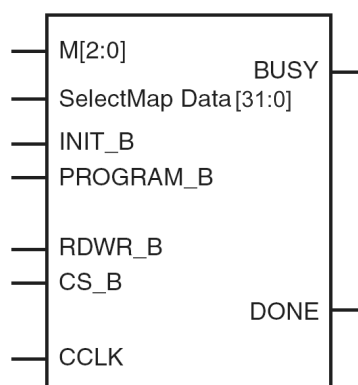 M[2:0]
BUSY
SelectMap Data [31:0]
INIT_B
PROGRAM_B
RDWR_B
CS_B
DONE
CCLK